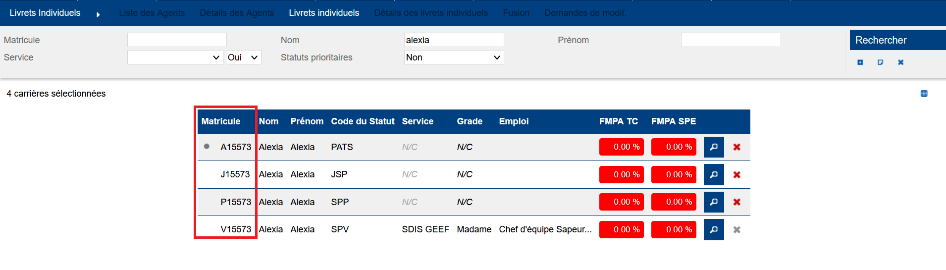 Livrets Individuels Liste des Agents Détails des Agents Livrets individuels Détails des livrets individuels Fusion Demandes de modif
Matricule Nom alexia Prénom Rechercher
Service Oui Statuts prioritaires Non
4 carrières sélectionnées
Matricule Nom Prénom Code du Statut Service Grade Emploi FMPA TC FMPA SPE
A15573 Alexia Alexia PATS N/C N/C 0.00 % 0.00 %
J15573 Alexia Alexia JSP N/C N/C 0.00 % 0.00 %
P15573 Alexia Alexia SPP N/C N/C 0.00 % 0.00 %
V15573 Alexia Alexia SPV SDIS GEEF Madame Chef d'équipe Sapeur... 0.00 % 0.00 %